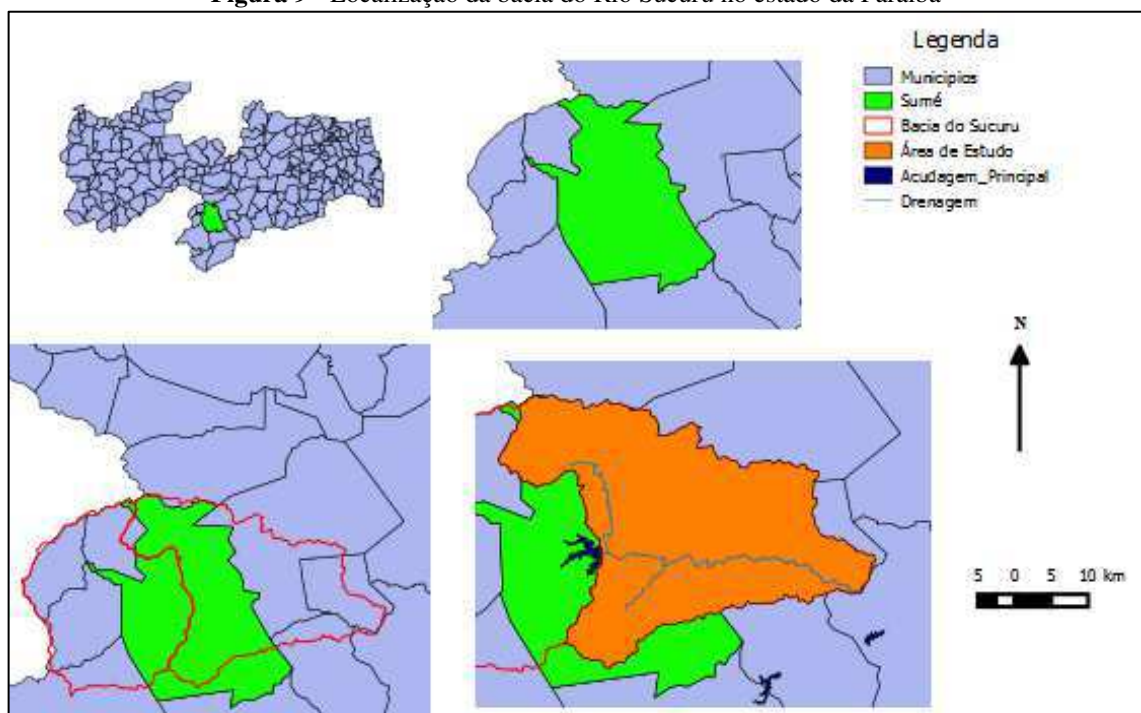 Figura 9 - Localização da bacia do Rio Sucuru no estado da Paraíba
Legenda
Municípios
Sumé
Bacia do Sucuru
Área de Estudo
Acudagem_Principal
Drenagem
N
5 0 5 10 km